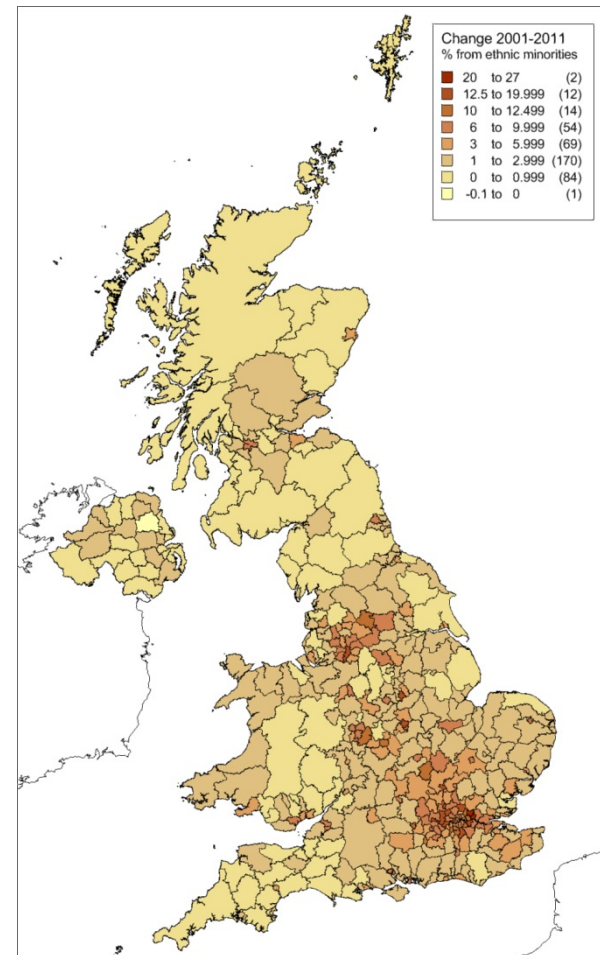 Change 2001-2011
% from ethnic minorities
20 to 27 (2)
12.5 to 19.999 (12)
10 to 12.499 (14)
6 to 9.999 (54)
3 to 5.999 (69)
1 to 2.999 (170)
0 to 0.999 (84)
-0.1 to 0 (1)